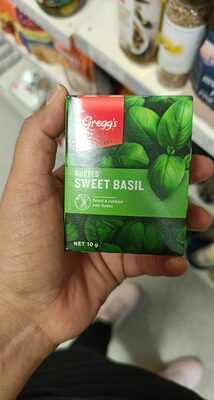 Gregg's
RUBBED
SWEET BASIL
Dried & rubbed
into flakes
NET 10 g